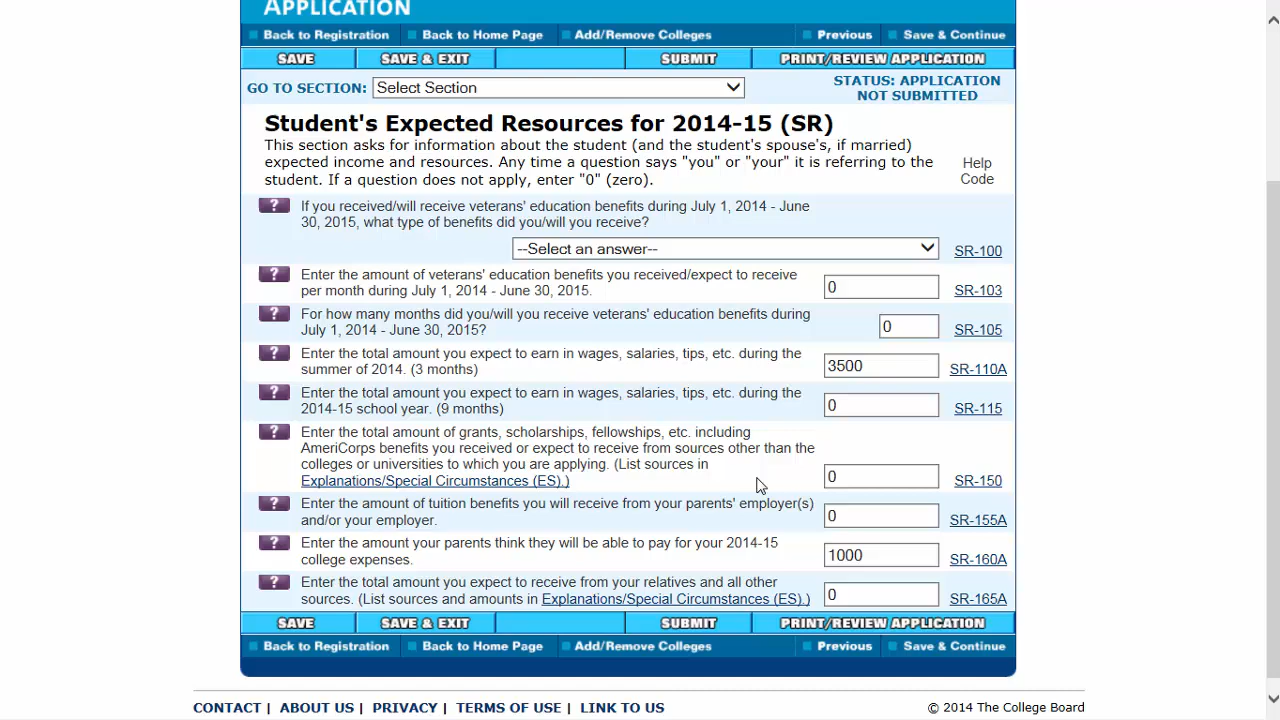 APPLICATION
Back to Registration Back to Home Page Add/Remove Colleges Previous Save & Continue
SAVE SAVE & EXIT SUBMIT PRINT/REVIEW APPLICATION
GO TO SECTION: Select Section STATUS: APPLICATION
NOT SUBMITTED
Student's Expected Resources for 2014-15 (SR)
This section asks for information about the student (and the student's spouse's, if married)
expected income and resources. Any time a question says "you" or "your" it is referring to the
student. If a question does not apply, enter "0" (zero).
Help
Code
? If you received/will receive veterans' education benefits during July 1, 2014 - June
30, 2015, what type of benefits did you/will you receive?
--Select an answer-- SR-100
? Enter the amount of veterans' education benefits you received/expect to receive
per month during July 1, 2014 - June 30, 2015.
0 SR-103
? For how many months did you/will you receive veterans' education benefits during
July 1, 2014 - June 30, 2015?
0 SR-105
? Enter the total amount you expect to earn in wages, salaries, tips, etc. during the
summer of 2014. (3 months)
3500 SR-110A
? Enter the total amount you expect to earn in wages, salaries, tips, etc. during the
2014-15 school year. (9 months)
0 SR-115
? Enter the total amount of grants, scholarships, fellowships, etc. including
AmeriCorps benefits you received or expect to receive from sources other than the
colleges or universities to which you are applying. (List sources in
Explanations/Special Circumstances (ES).)
0 SR-150
? Enter the amount of tuition benefits you will receive from your parents' employer(s)
and/or your employer.
0 SR-155A
? Enter the amount your parents think they will be able to pay for your 2014-15
college expenses.
1000 SR-160A
? Enter the total amount you expect to receive from your relatives and all other
sources. (List sources and amounts in Explanations/Special Circumstances (ES).)
0 SR-165A
SAVE SAVE & EXIT SUBMIT PRINT/REVIEW APPLICATION
Back to Registration Back to Home Page Add/Remove Colleges Previous Save & Continue
CONTACT | ABOUT US | PRIVACY | TERMS OF USE | LINK TO US © 2014 The College Board